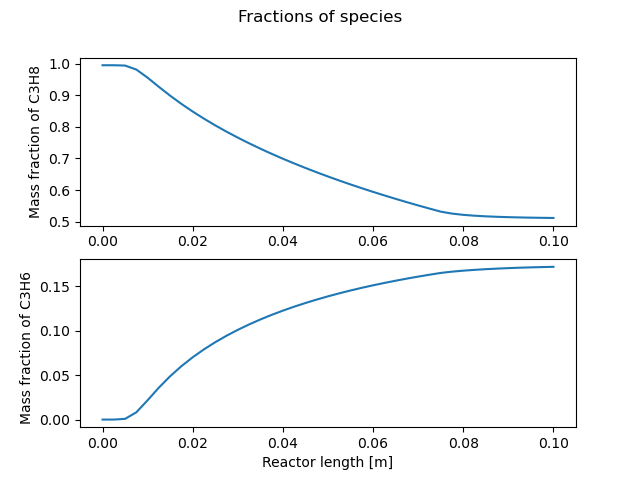 Fractions of species
Mass fraction of C3H8
1.0
0.9
0.8
0.7
0.6
0.5
0.00 0.02 0.04 0.06 0.08 0.10
Mass fraction of C3H6
0.15
0.10
0.05
0.00
0.00 0.02 0.04 0.06 0.08 0.10
Reactor length [m]